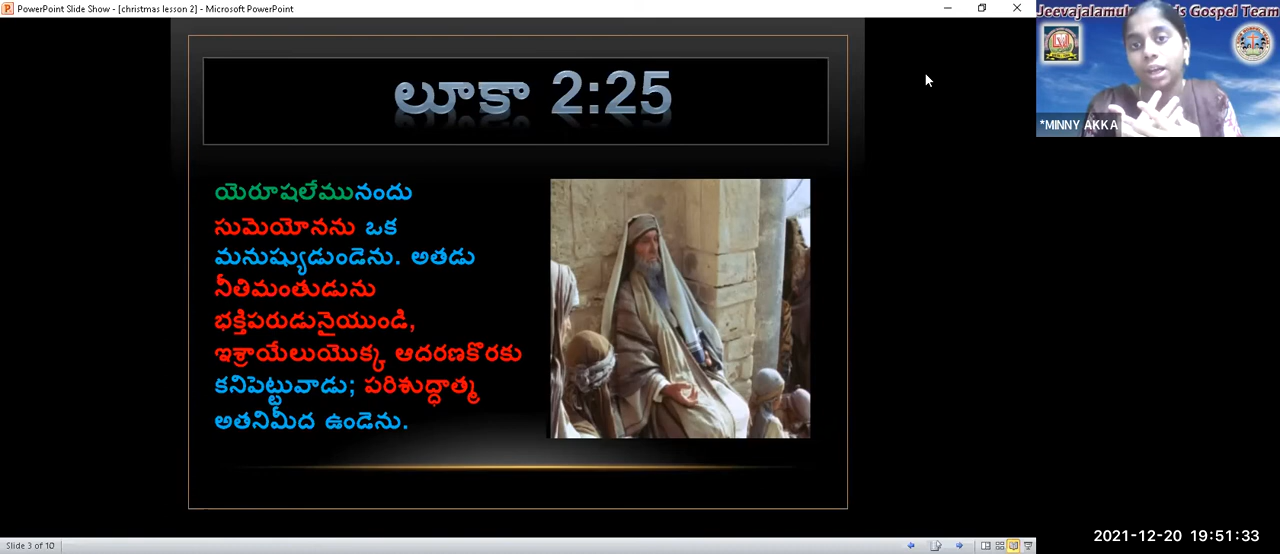 PowerPoint Slide Show - [christmas lesson 2] - Microsoft PowerPoint
లూకా 2:25
యెరూషలేమునందు
సుమెయోనను ఒక
మనుష్యుడుండెను. అతడు
నీతిమంతుడును
భక్తిపరుడునైయుండి,
ఇశ్రాయేలుయొక్క ఆదరణకొరకు
కనిపెట్టువాడు; పరిశుద్ధాత్మ
అతనిమీద ఉండెను.
Jeevajalamula Gospel Team
*MINNY AKKA
Slide 3 of 10
2021-12-20 19:51:33